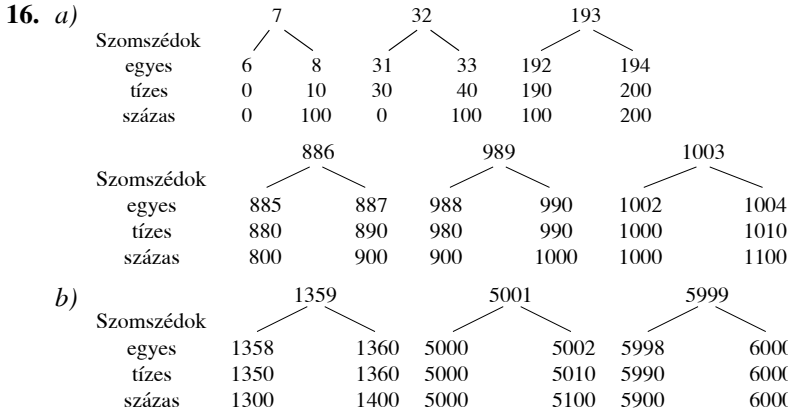 16. a) 7 32 193
Szomszédok
egyes 6 8 31 33 192 194
tízes 0 10 30 40 190 200
százas 0 100 0 100 100 200
886 989 1003
Szomszédok
egyes 885 887 988 990 1002 1004
tízes 880 890 980 990 1000 1010
százas 800 900 900 1000 1000 1100
b) 1359 5001 5999
Szomszédok
egyes 1358 1360 5000 5002 5998 6000
tízes 1350 1360 5000 5010 5990 6000
százas 1300 1400 5000 5100 5900 6000